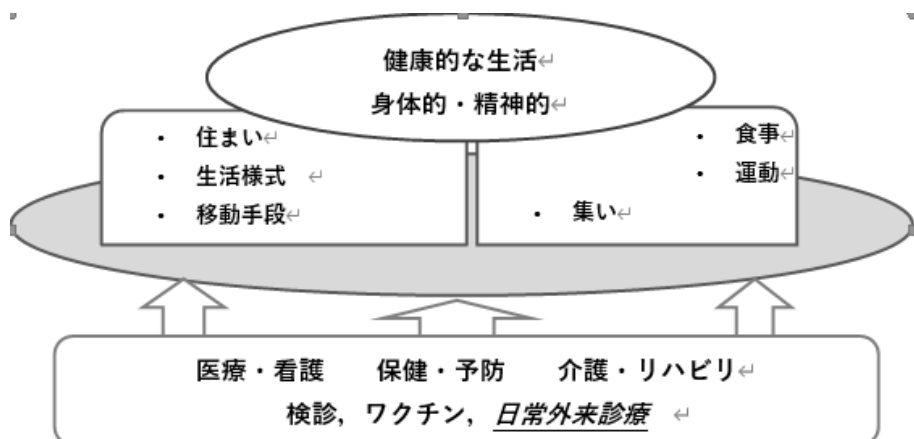 健康的な生活
身体的・精神的
・ 住まい
・ 生活様式
・ 移動手段
・ 食事
・ 運動
・ 集い
医療・看護 保健・予防 介護・リハビリ
検診, ワクチン, 日常外来診療